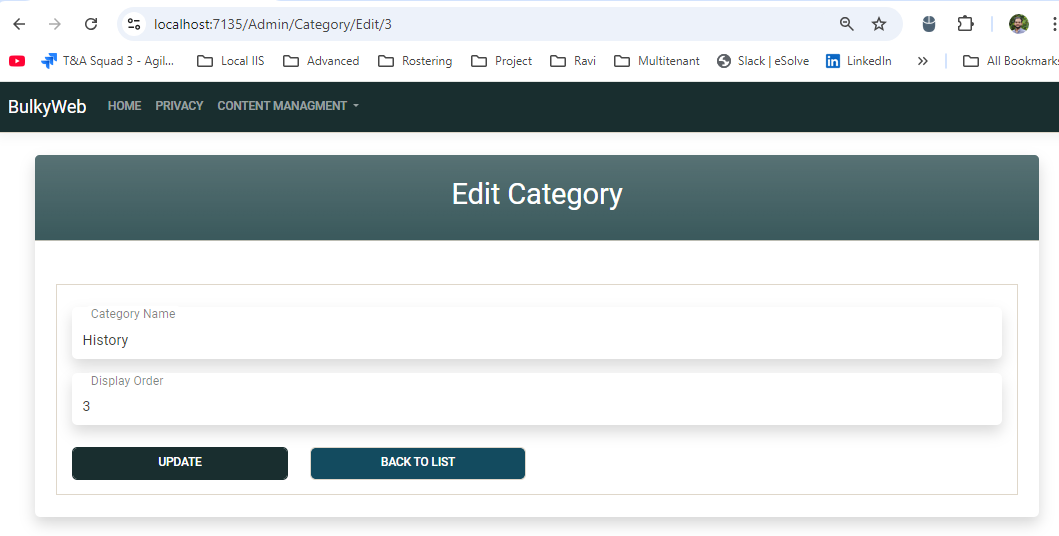 localhost:7135/Admin/Category/Edit/3
T&A Squad 3 - Agil... Local IIS Advanced Rostering Project Ravi Multitenant Slack | eSolve LinkedIn » All Bookmarks
BulkyWeb HOME PRIVACY CONTENT MANAGMENT
Edit Category
Category Name
History
Display Order
3
UPDATE BACK TO LIST